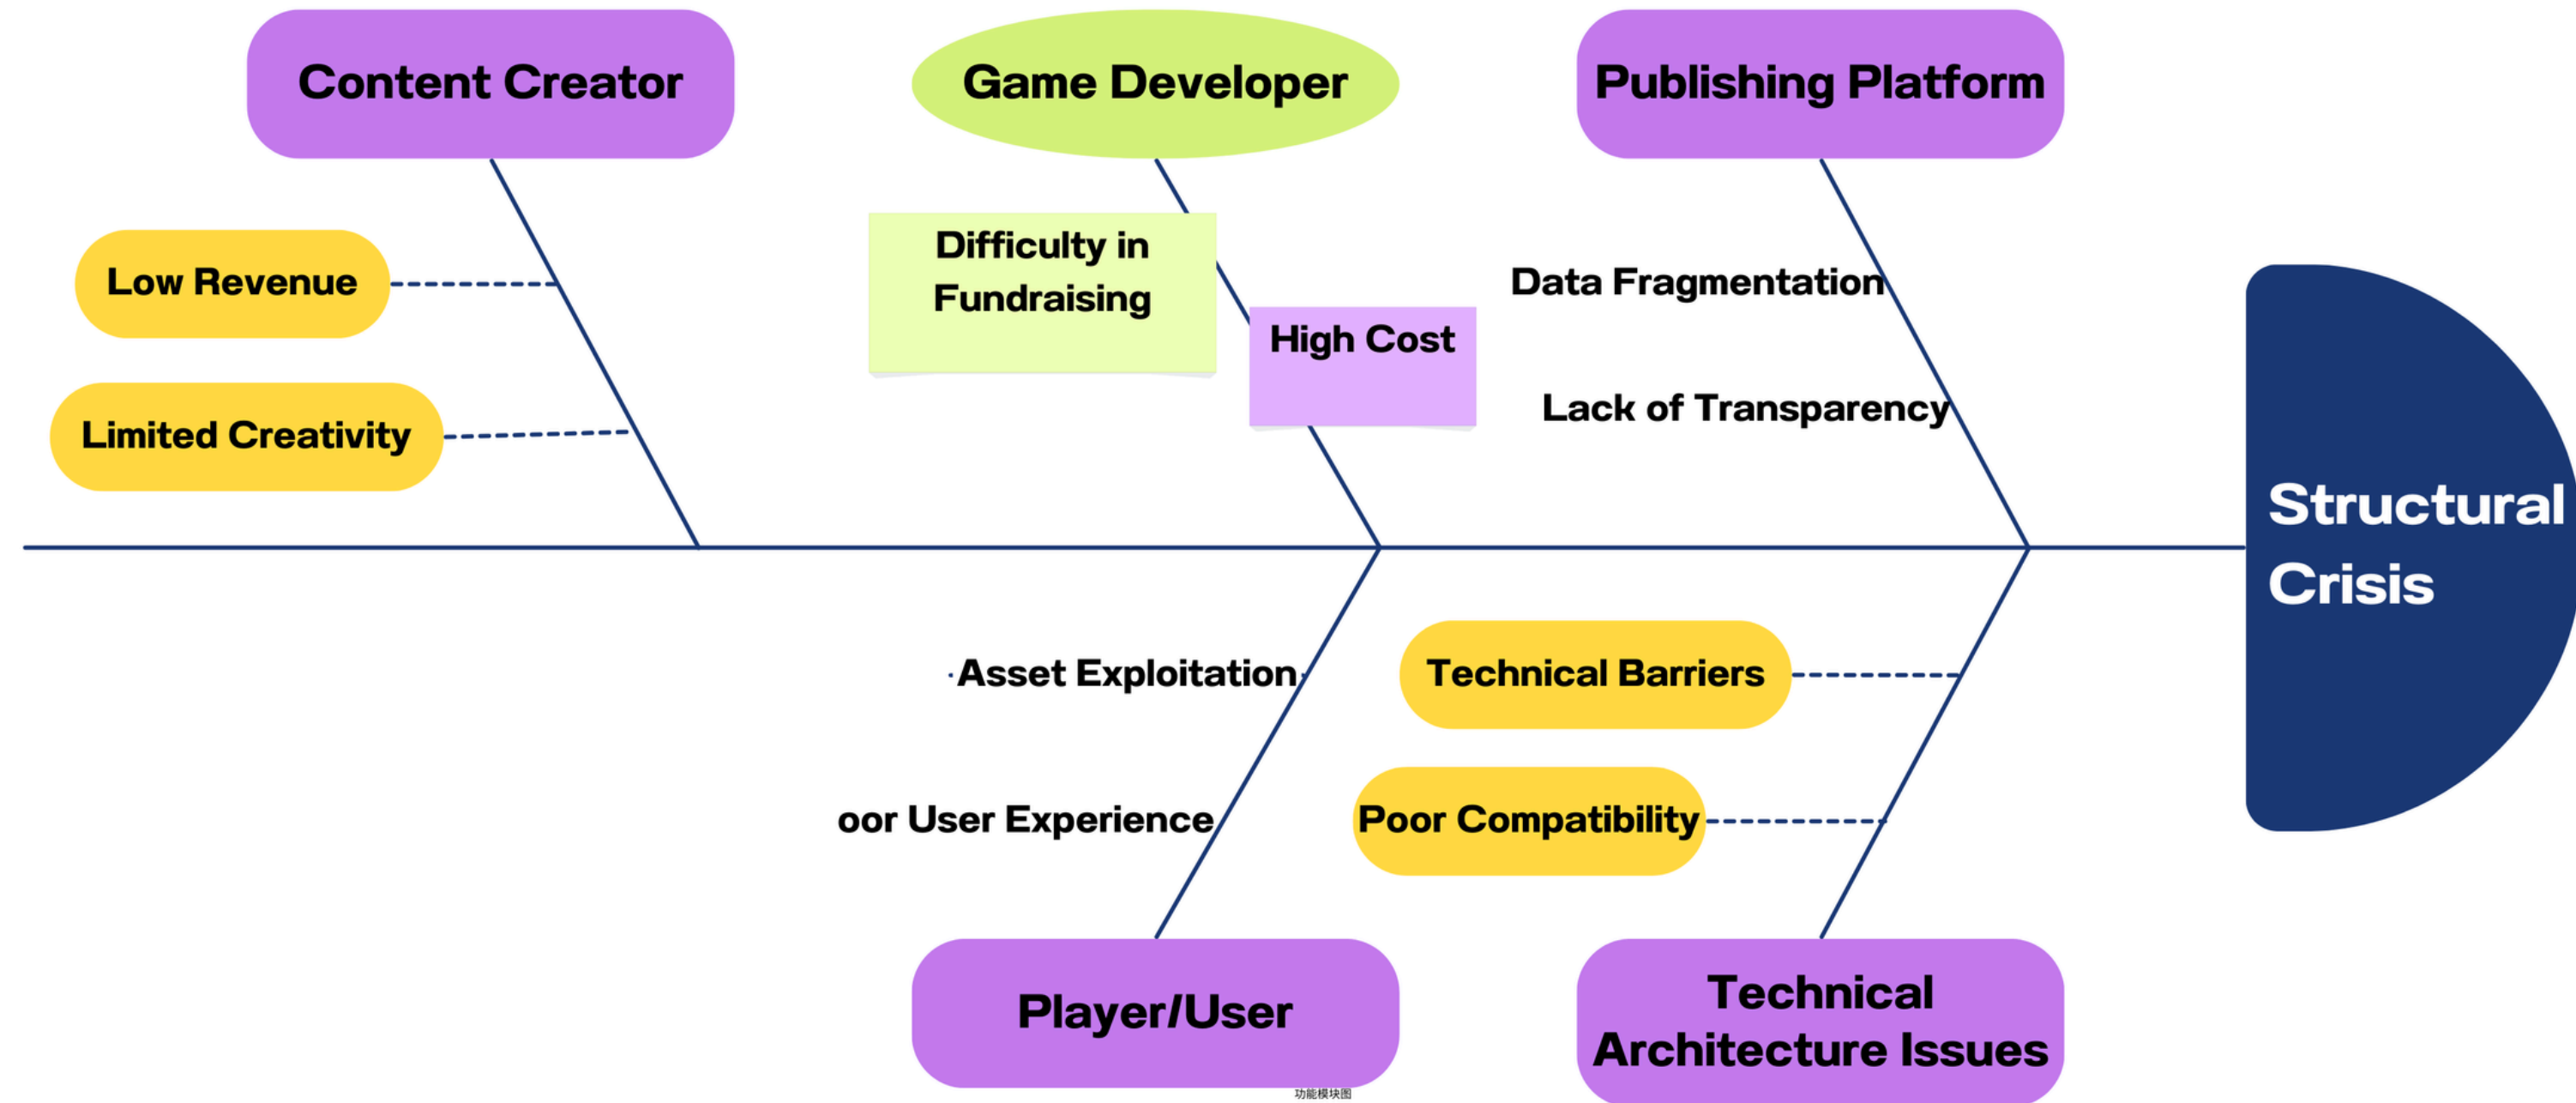 Content Creator
Game Developer
Publishing Platform
Low Revenue
Limited Creativity
Difficulty in
Fundraising
High Cost
Data Fragmentation
Lack of Transparency
Structural
Crisis
Asset Exploitation
oor User Experience
Technical Barriers
Poor Compatibility
Player/User
Technical
Architecture Issues
功能模块图